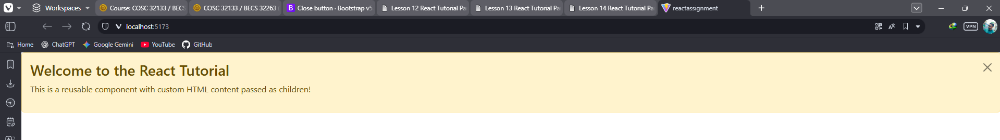 Workspaces
Course: COSC 32133 / BECS
COSC 32133 / BECS 32263
Close button · Bootstrap v5
Lesson 12 React Tutorial Pa
Lesson 13 React Tutorial Pa
Lesson 14 React Tutorial Pa
reactassignment
localhost:5173
VPN
Home
ChatGPT
Google Gemini
YouTube
GitHub
Welcome to the React Tutorial
This is a reusable component with custom HTML content passed as children!